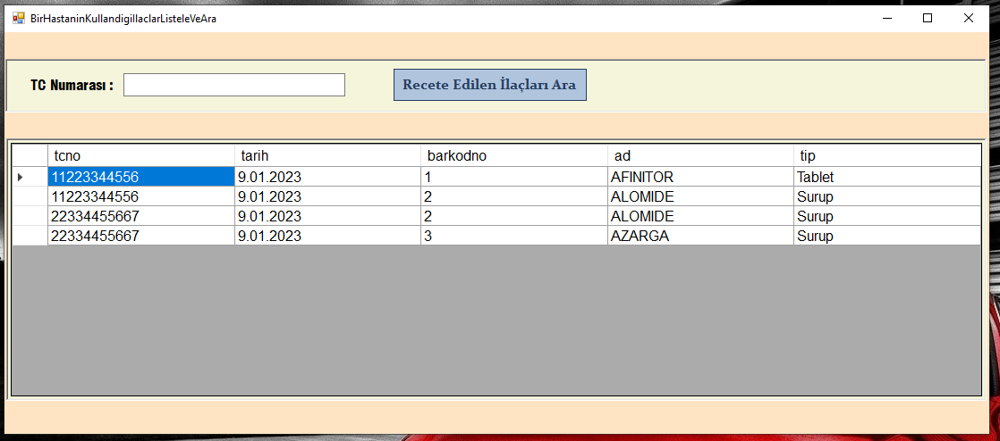 BirHastaninKullandigiIlaclarListeleVeAra
TC Numarası :
Recete Edilen İlaçları Ara
tcno tarih barkodno ad tip
11223344556 9.01.2023 1 AFINITOR Tablet
11223344556 9.01.2023 2 ALOMIDE Surup
22334455667 9.01.2023 2 ALOMIDE Surup
22334455667 9.01.2023 3 AZARGA Surup